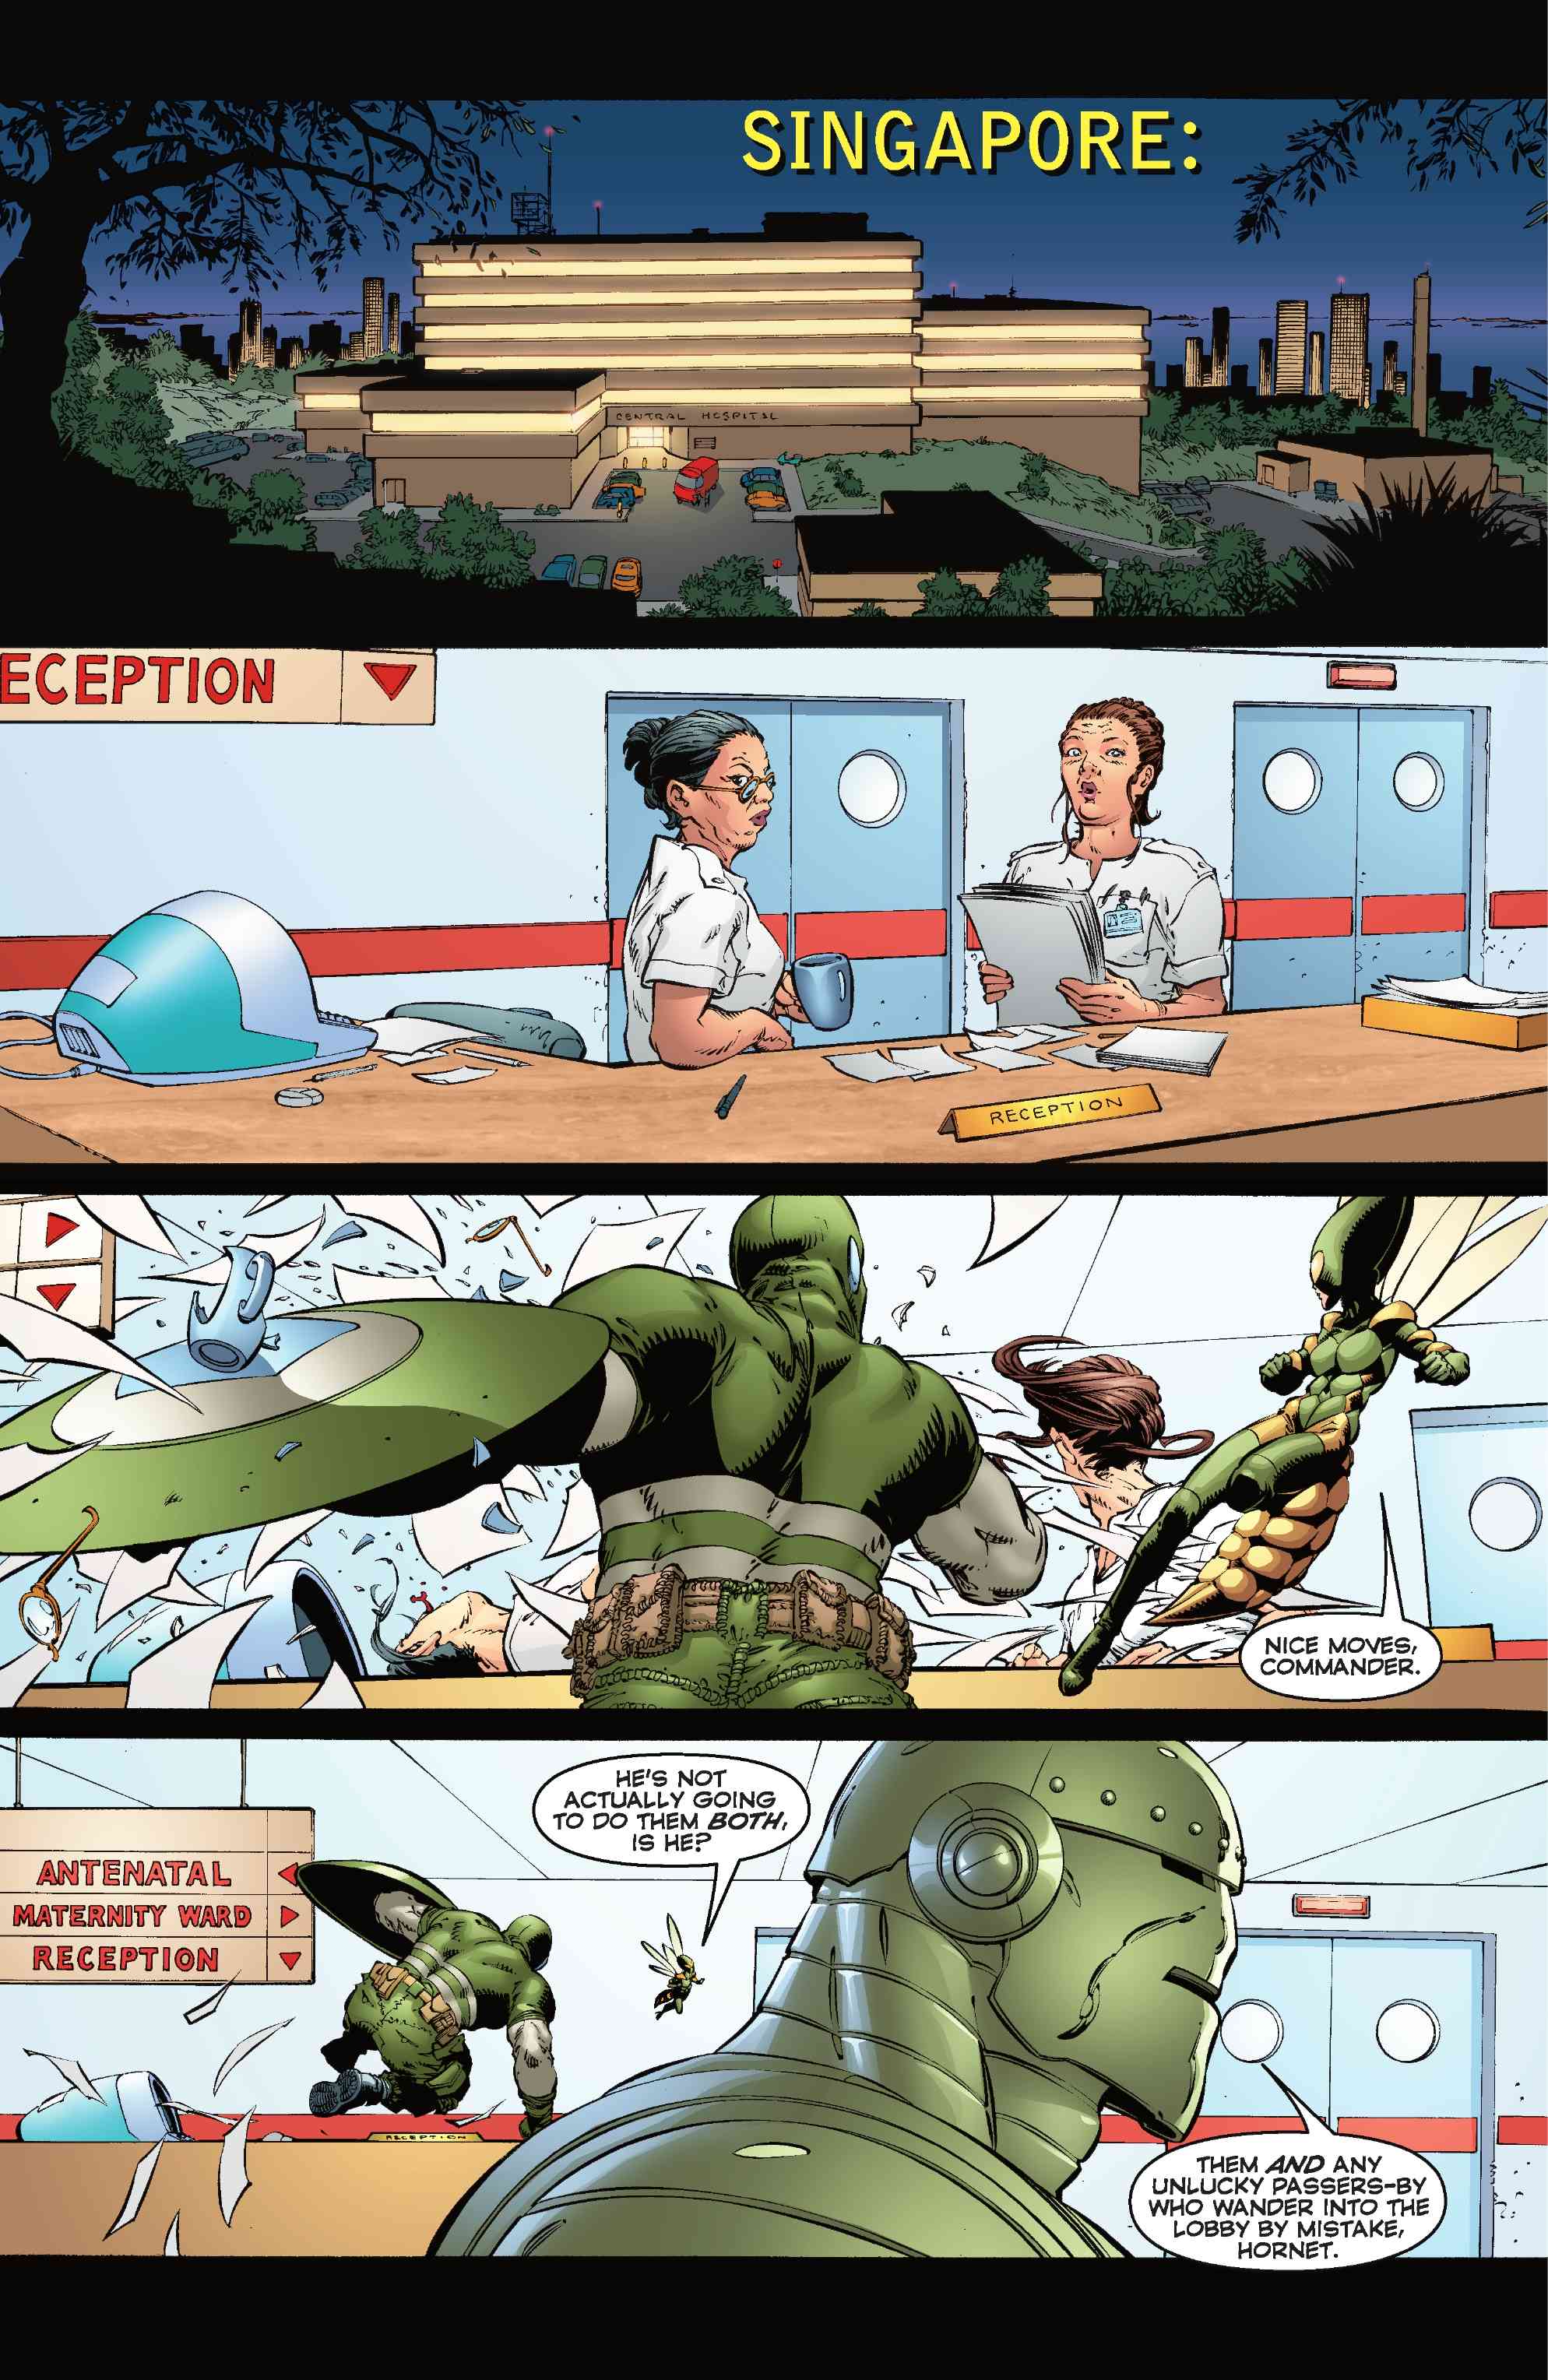 SINGAPORE:
CENTRAL HOSPITAL
ECEPTION
RECEPTION
NICE MOVES,
COMMANDER.
HE'S NOT
ACTUALLY GOING
TO DO THEM BOTH,
IS HE?
ANTENATAL
MATERNITY WARD
RECEPTION
RECEPTION
THEM AND ANY
UNLUCKY PASSERS-BY
WHO WANDER INTO THE
LOBBY BY MISTAKE,
HORNET.